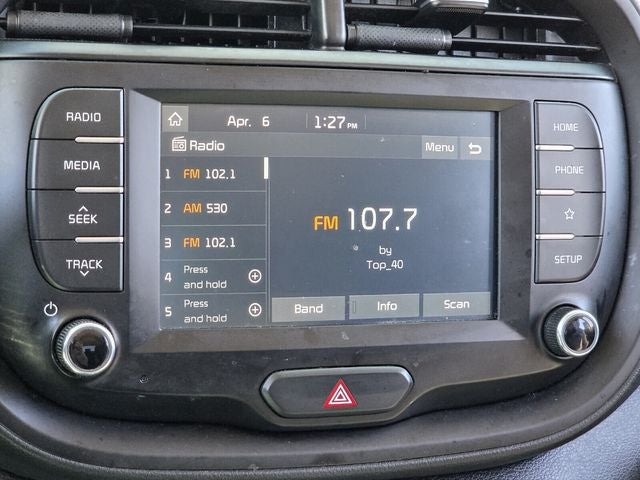 Apr. 6 1:27 PM
Radio Menu
1 FM 102.1
2 AM 530
3 FM 102.1
4 Press and hold
5 Press and hold
FM 107.7
by
Top_40
Band Info Scan
RADIO
MEDIA
SEEK
TRACK
HOME
PHONE
SETUP